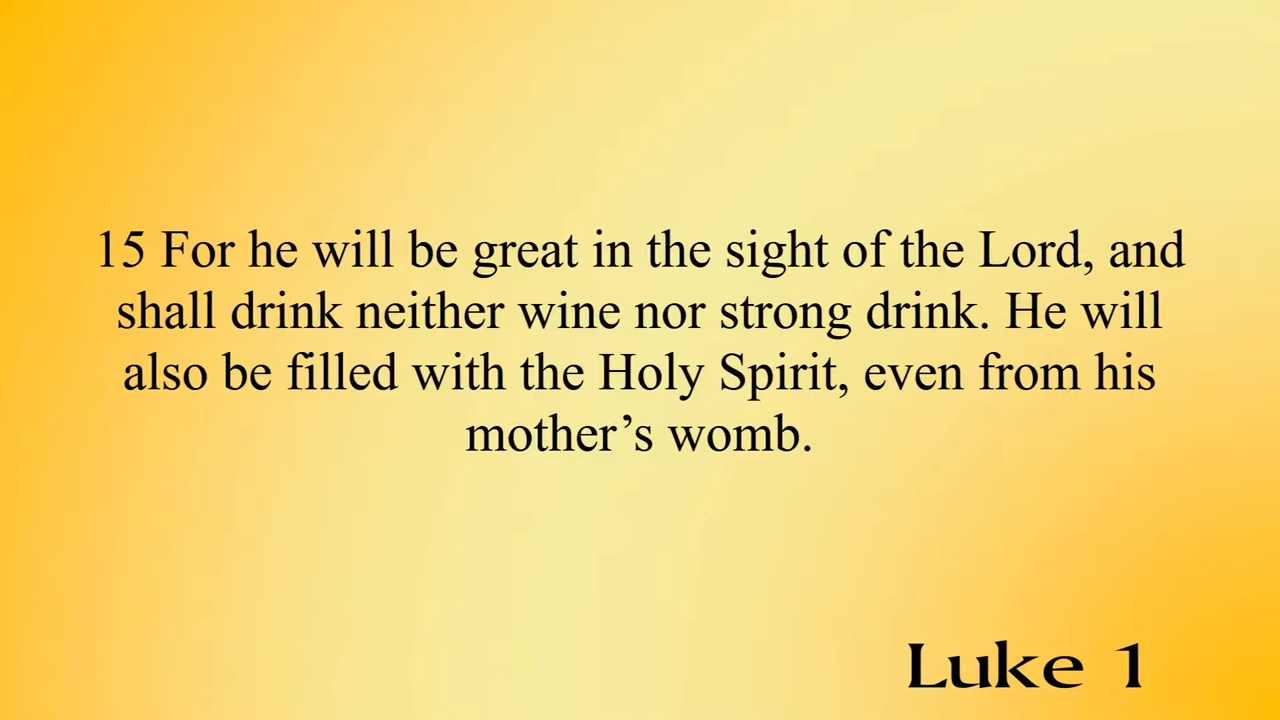 15 For he will be great in the sight of the Lord, and
shall drink neither wine nor strong drink. He will
also be filled with the Holy Spirit, even from his
mother’s womb.
Luke 1